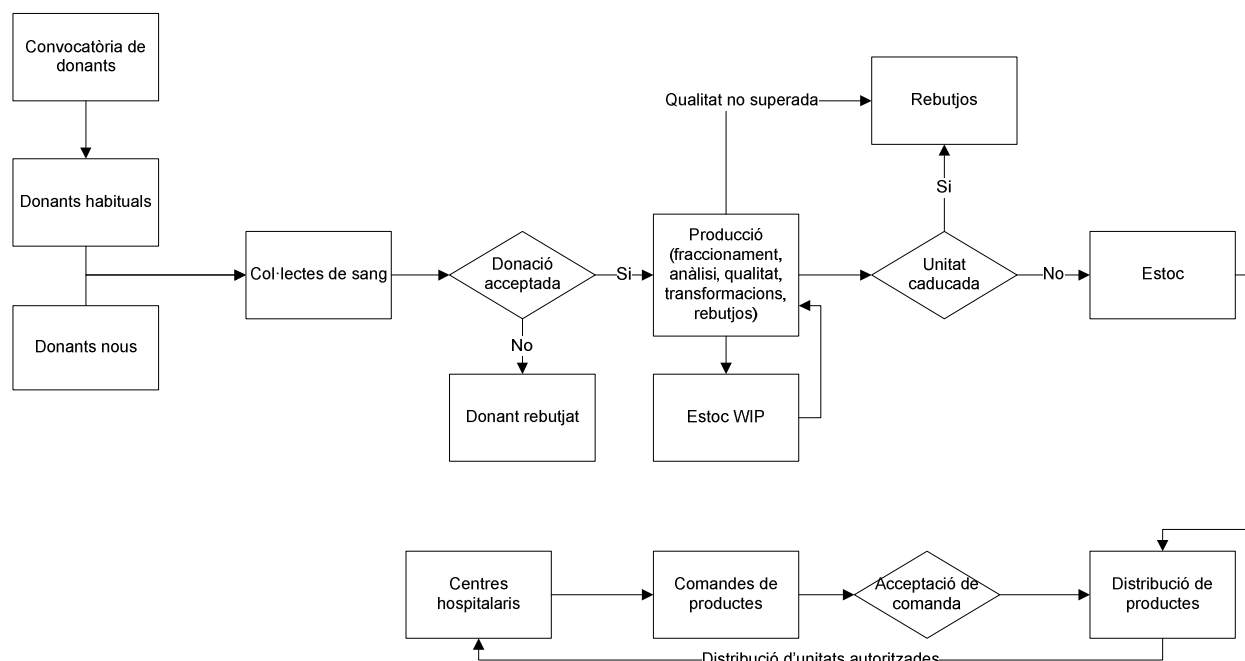 Convocatòria de
donants
Qualitat no superada
Rebutjos
Donants habituals
Si
Col·lectes de sang
Donació
acceptada
Si
Producció
(fraccionament,
anàlisi, qualitat,
transformacions,
rebutjos)
Unitat
caducada
No
Estoc
Donants nous
No
Donant rebutjat
Estoc WIP
Centres
hospitalaris
Comandes de
productes
Acceptació de
comanda
Distribució de
productes
Distribució d’unitats autoritzades